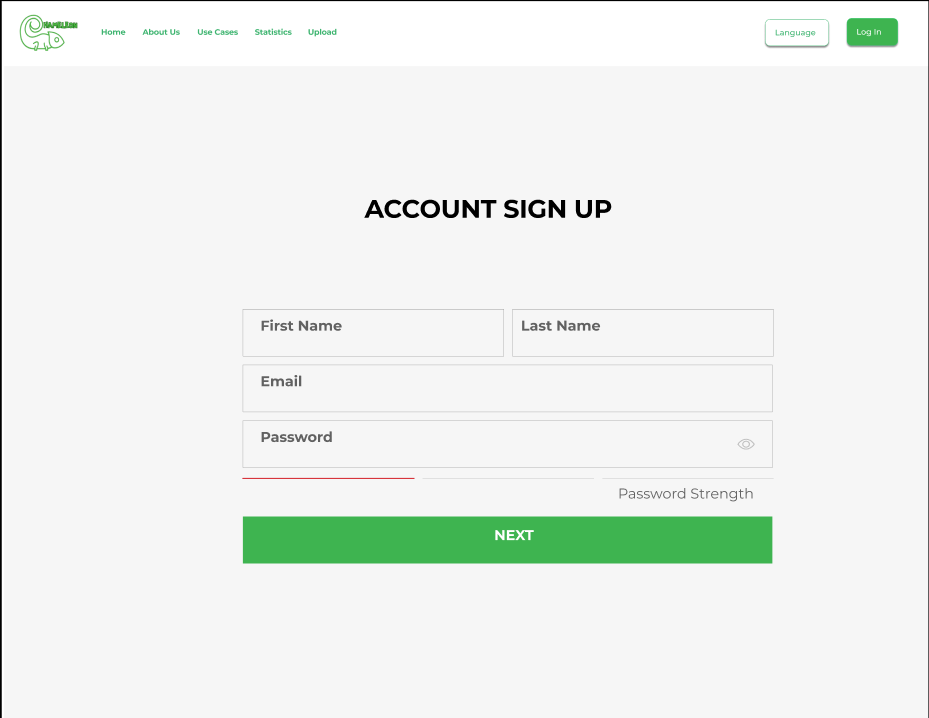 CHAMELEON
Home About Us Use Cases Statistics Upload Language Log In
ACCOUNT SIGN UP
First Name Last Name
Email
Password
Password Strength
NEXT